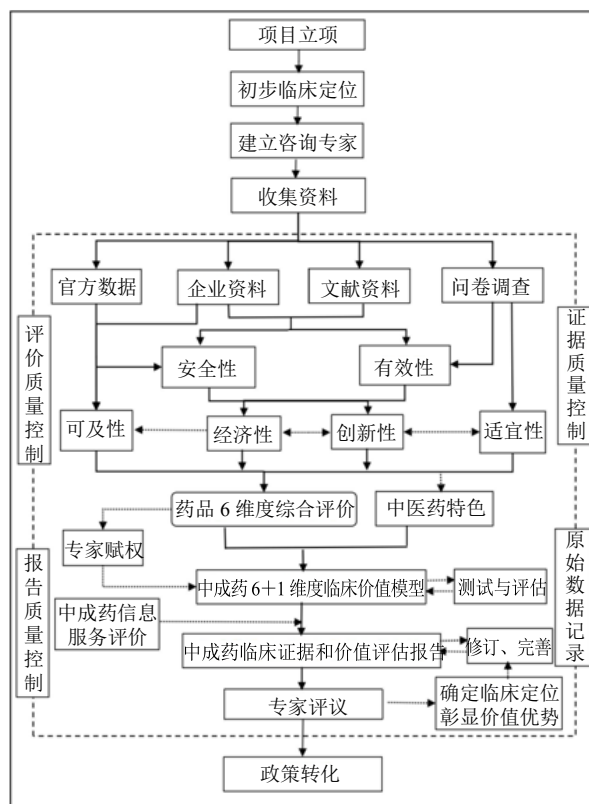 项目立项
初步临床定位
建立咨询专家
收集资料
官方数据
企业资料
文献资料
问卷调查
评价质量控制
证据质量控制
安全性
有效性
可及性
经济性
创新性
适宜性
药品 6 维度综合评价
中医药特色
专家赋权
报告质量控制
原始数据记录
中成药 6+1 维度临床价值模型
测试与评估
中成药信息
服务评价
中成药临床证据和价值评估报告
修订、完善
专家评议
确定临床定位
彰显价值优势
政策转化